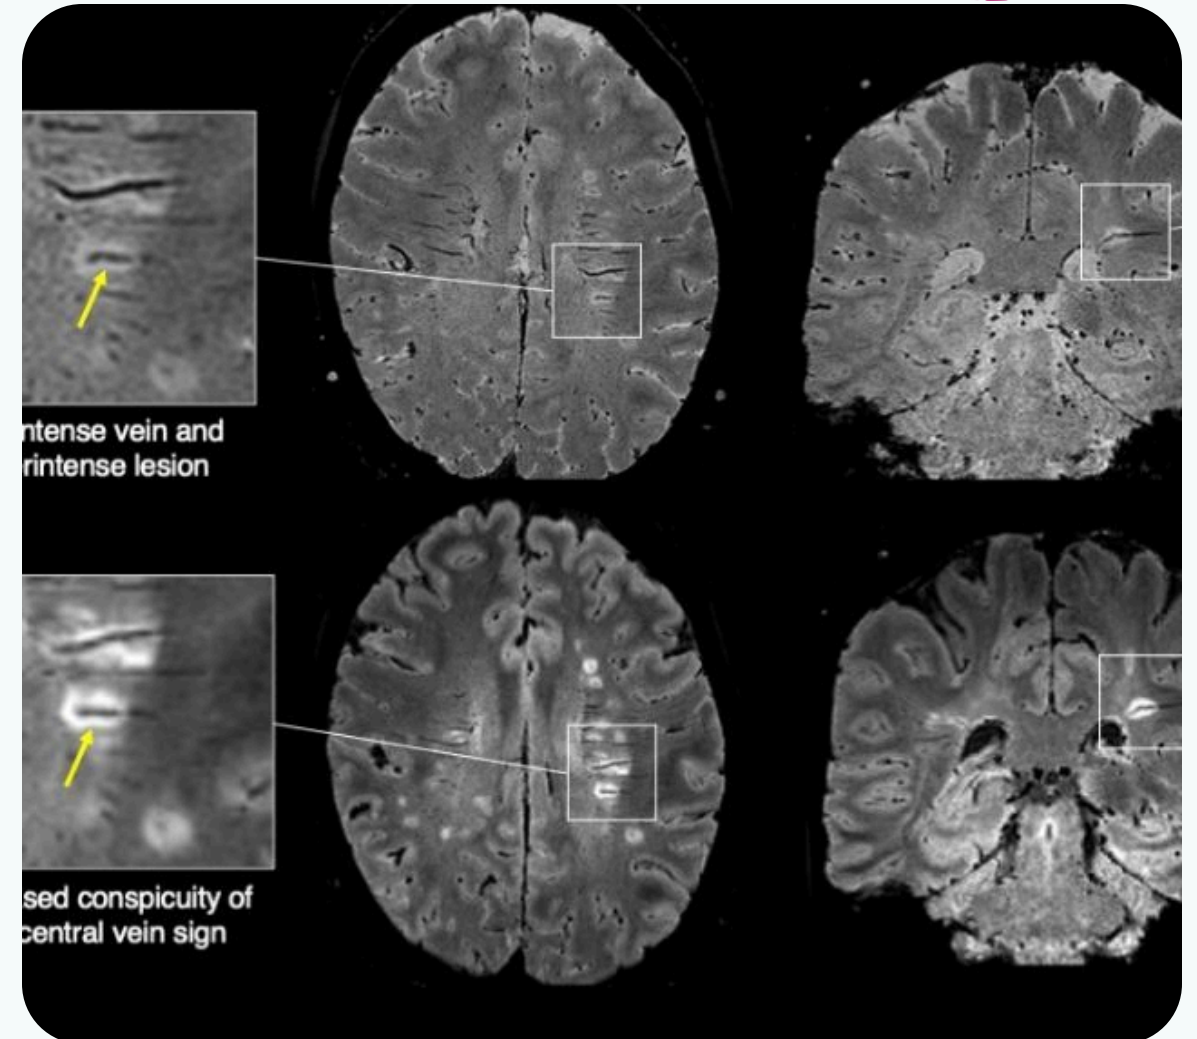 ntense vein and
rintense lesion
sed conspicuity of
central vein sign